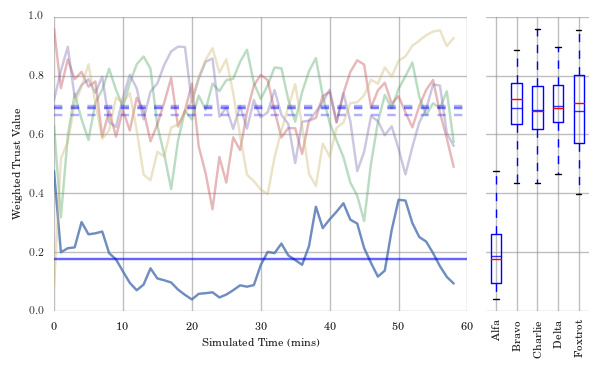 1.0
0.8
0.6
0.4
0.2
0.0
Weighted Trust Value
0 10 20 30 40 50 60
Simulated Time (mins)
Alfa
Bravo
Charlie
Delta
Foxtrot